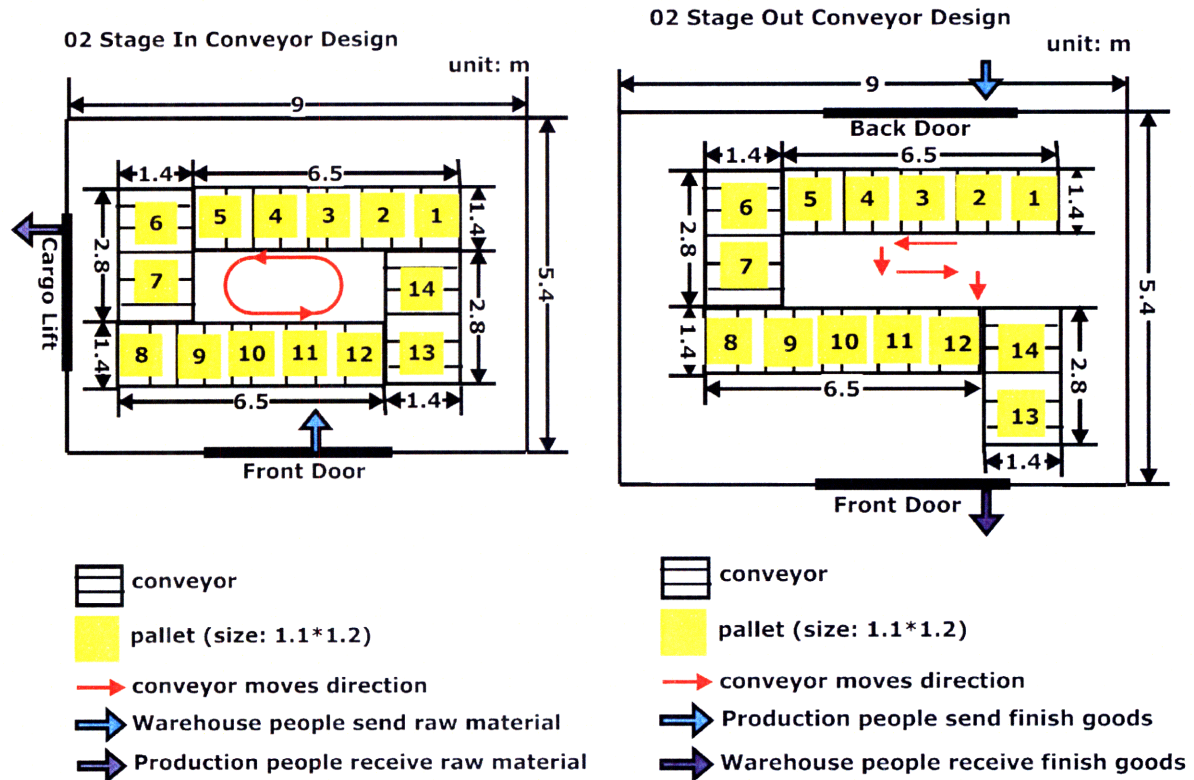 02 Stage In Conveyor Design
unit: m
9
1.4
6.5
6
5
4
3
2
1
1.4
2.8
7
14
2.8
5.4
Cargo Lift
1.4
8
9
10
11
12
13
6.5
1.4
Front Door
conveyor
pallet (size: 1.1*1.2)
conveyor moves direction
Warehouse people send raw material
Production people receive raw material
02 Stage Out Conveyor Design
unit: m
9
Back Door
1.4
6.5
6
5
4
3
2
1
1.4
2.8
7
5.4
1.4
8
9
10
11
12
14
2.8
6.5
13
1.4
Front Door
conveyor
pallet (size: 1.1*1.2)
conveyor moves direction
Production people send finish goods
Warehouse people receive finish goods